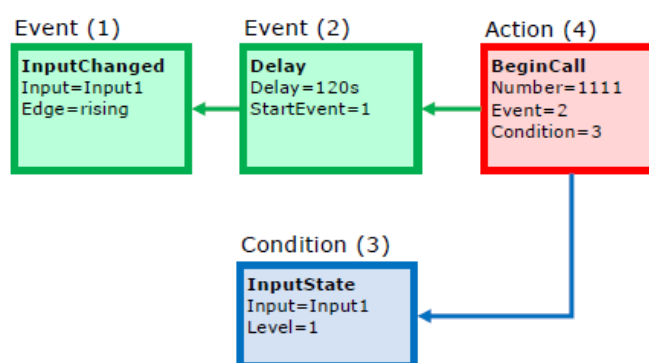 Event (1)
InputChanged
Input=Input1
Edge=rising
Event (2)
Delay
Delay=120s
StartEvent=1
Action (4)
BeginCall
Number=1111
Event=2
Condition=3
Condition (3)
InputState
Input=Input1
Level=1